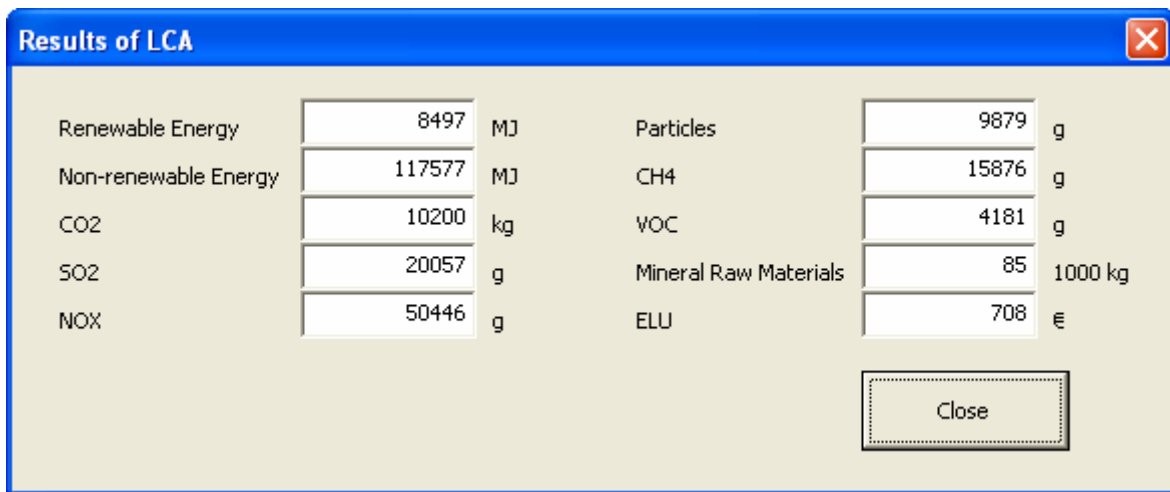 Results of LCA
Renewable Energy 8497 MJ Particles 9879 g
Non-renewable Energy 117577 MJ CH4 15876 g
CO2 10200 kg VOC 4181 g
SO2 20057 g Mineral Raw Materials 85 1000 kg
NOX 50446 g ELU 708 €
Close